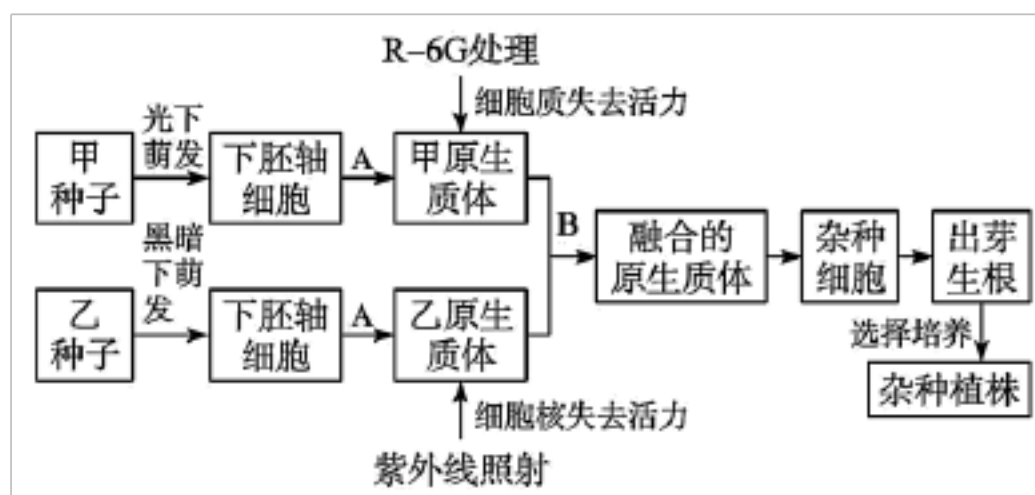 R-6G处理
细胞质失去活力
光下
萌发
甲
种子
下胚轴
细胞
A
甲原生
质体
黑暗
下萌
发
B
融合的
原生质体
杂种
细胞
出芽
生根
乙
种子
下胚轴
细胞
A
乙原生
质体
选择培养
杂种植株
细胞核失去活力
紫外线照射